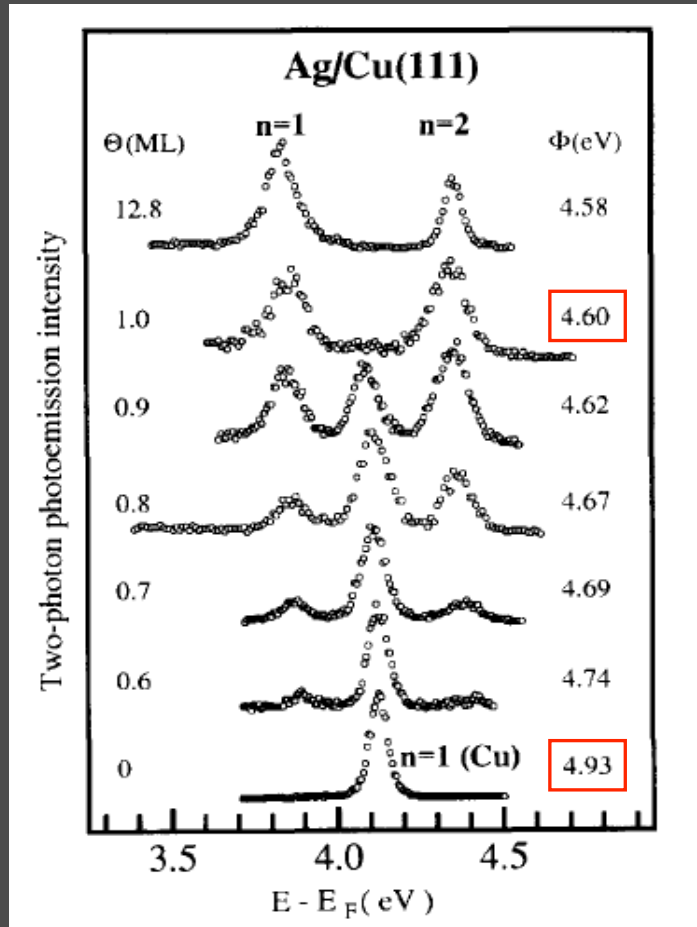 Ag/Cu(111)
n=1 n=2
Θ(ML) Φ(eV)
12.8 4.58
1.0 4.60
0.9 4.62
0.8 4.67
0.7 4.69
0.6 4.74
n=1 (Cu)
0 4.93
3.5 4.0 4.5
E - E_F( eV )
Two-photon photoemission intensity